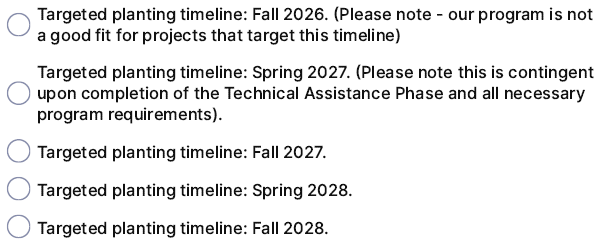 Targeted planting timeline: Fall 2026. (Please note - our program is not
a good fit for projects that target this timeline)
Targeted planting timeline: Spring 2027. (Please note this is contingent
upon completion of the Technical Assistance Phase and all necessary
program requirements).
Targeted planting timeline: Fall 2027.
Targeted planting timeline: Spring 2028.
Targeted planting timeline: Fall 2028.